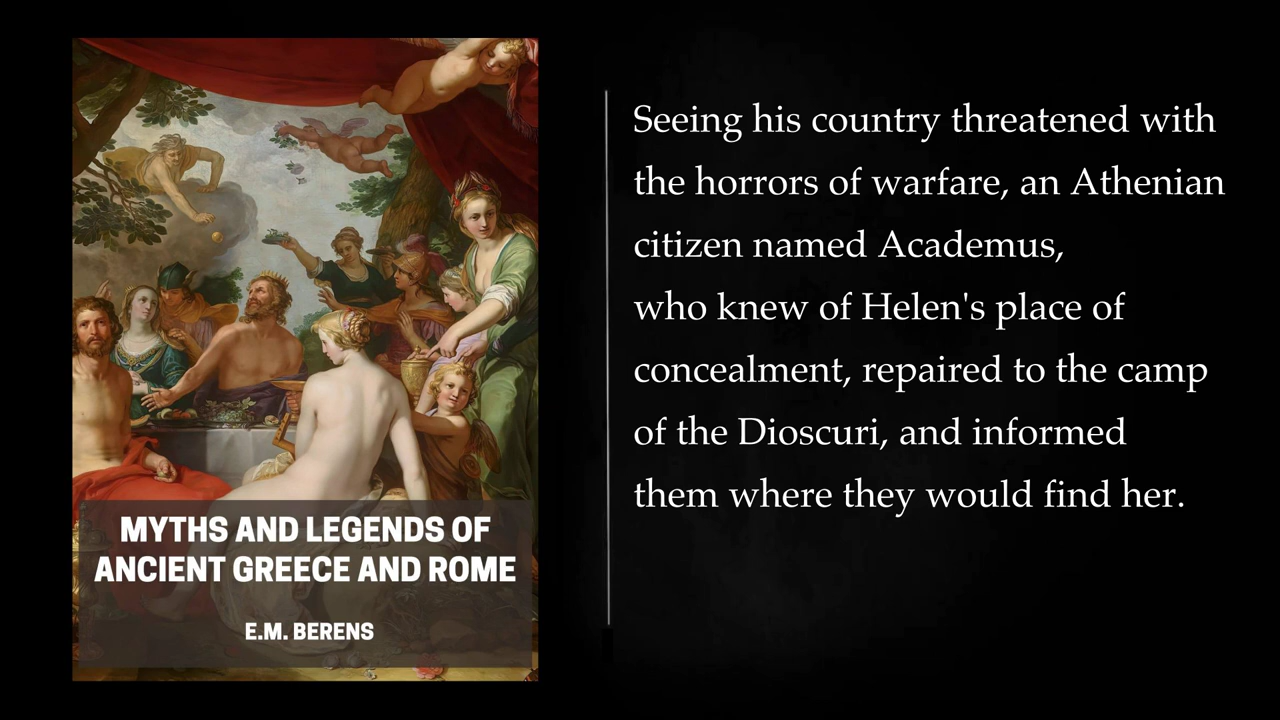 MYTHS AND LEGENDS OF
ANCIENT GREECE AND ROME
E.M. BERENS
Seeing his country threatened with
the horrors of warfare, an Athenian
citizen named Academus,
who knew of Helen's place of
concealment, repaired to the camp
of the Dioscuri, and informed
them where they would find her.